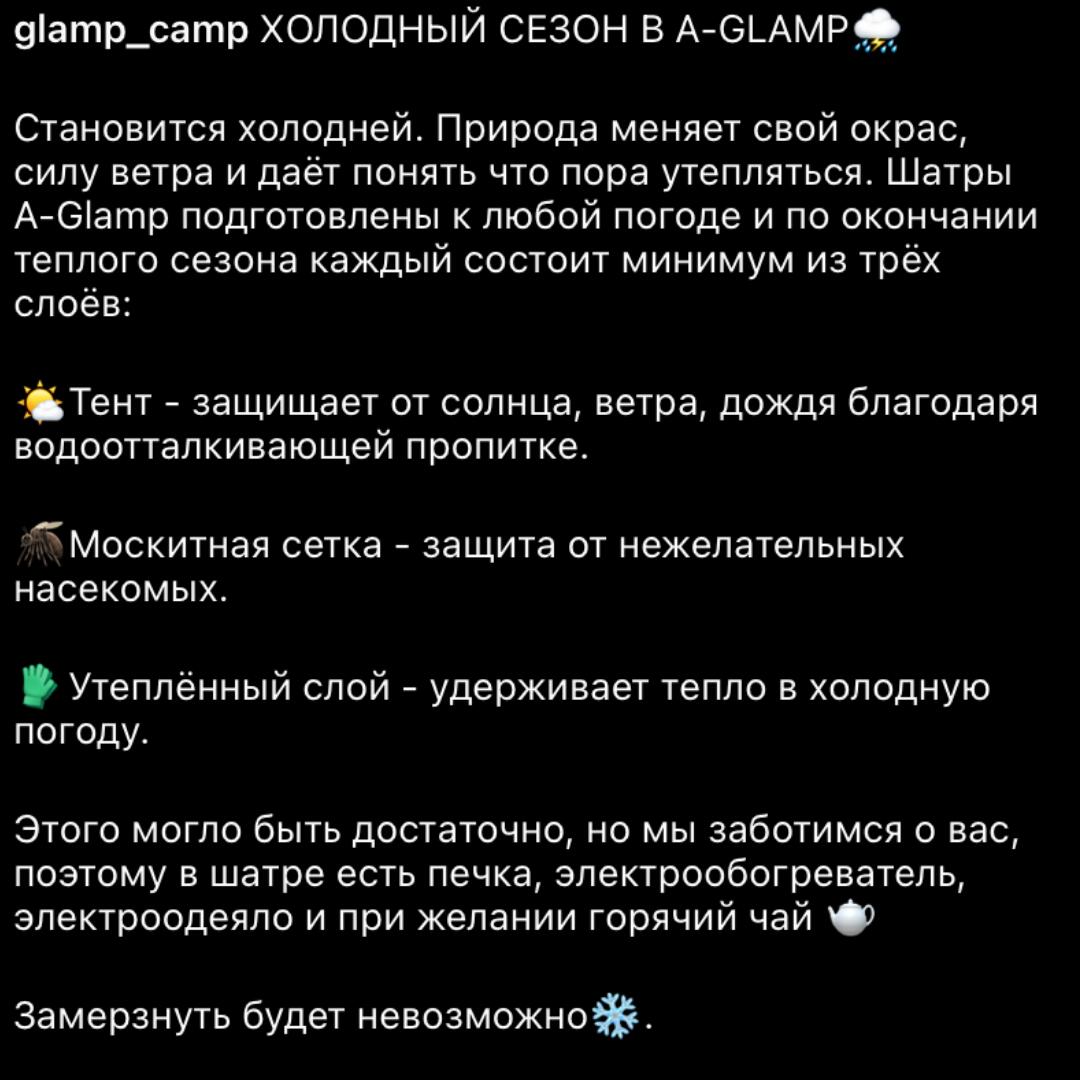 glamp_camp ХОЛОДНЫЙ СЕЗОН В A-GLAMP🌧️
Становится холодней. Природа меняет свой окрас,
силу ветра и даёт понять что пора утепляться. Шатры
A-Glamp подготовлены к любой погоде и по окончании
теплого сезона каждый состоит минимум из трёх
слоёв:
🌤️Тент - защищает от солнца, ветра, дождя благодаря
водоотталкивающей пропитке.
🦟Москитная сетка - защита от нежелательных
насекомых.
🧤Утеплённый слой - удерживает тепло в холодную
погоду.
Этого могло быть достаточно, но мы заботимся о вас,
поэтому в шатре есть печка, электрообогреватель,
электроодеяло и при желании горячий чай 🫖
Замерзнуть будет невозможно❄️.